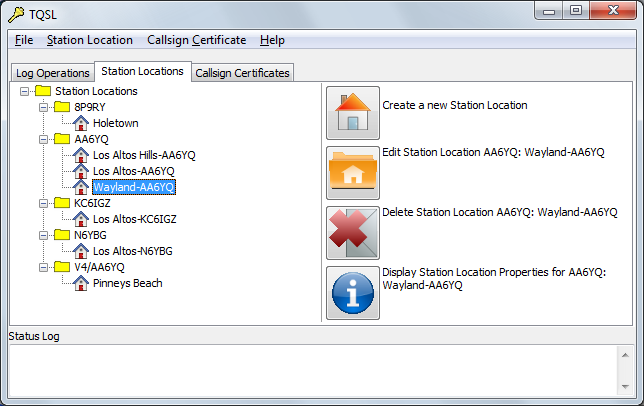 TQSL
File Station Location Callsign Certificate Help
Log Operations Station Locations Callsign Certificates
Station Locations
8P9RY
Holetown
AA6YQ
Los Altos Hills-AA6YQ
Los Altos-AA6YQ
Wayland-AA6YQ
KC6IGZ
Los Altos-KC6IGZ
N6YBG
Los Altos-N6YBG
V4/AA6YQ
Pinneys Beach
Create a new Station Location
Edit Station Location AA6YQ: Wayland-AA6YQ
Delete Station Location AA6YQ: Wayland-AA6YQ
Display Station Location Properties for AA6YQ:
Wayland-AA6YQ
Status Log